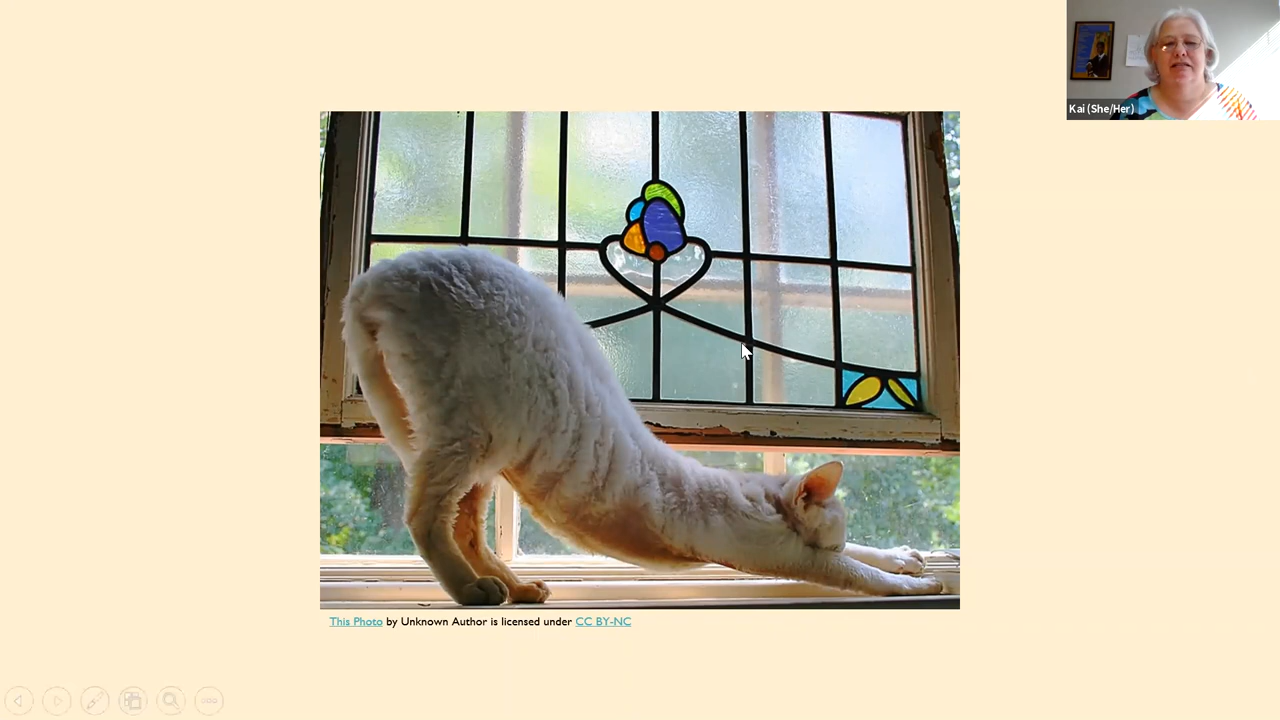 Kai (She/Her)
This Photo by Unknown Author is licensed under CC BY-NC